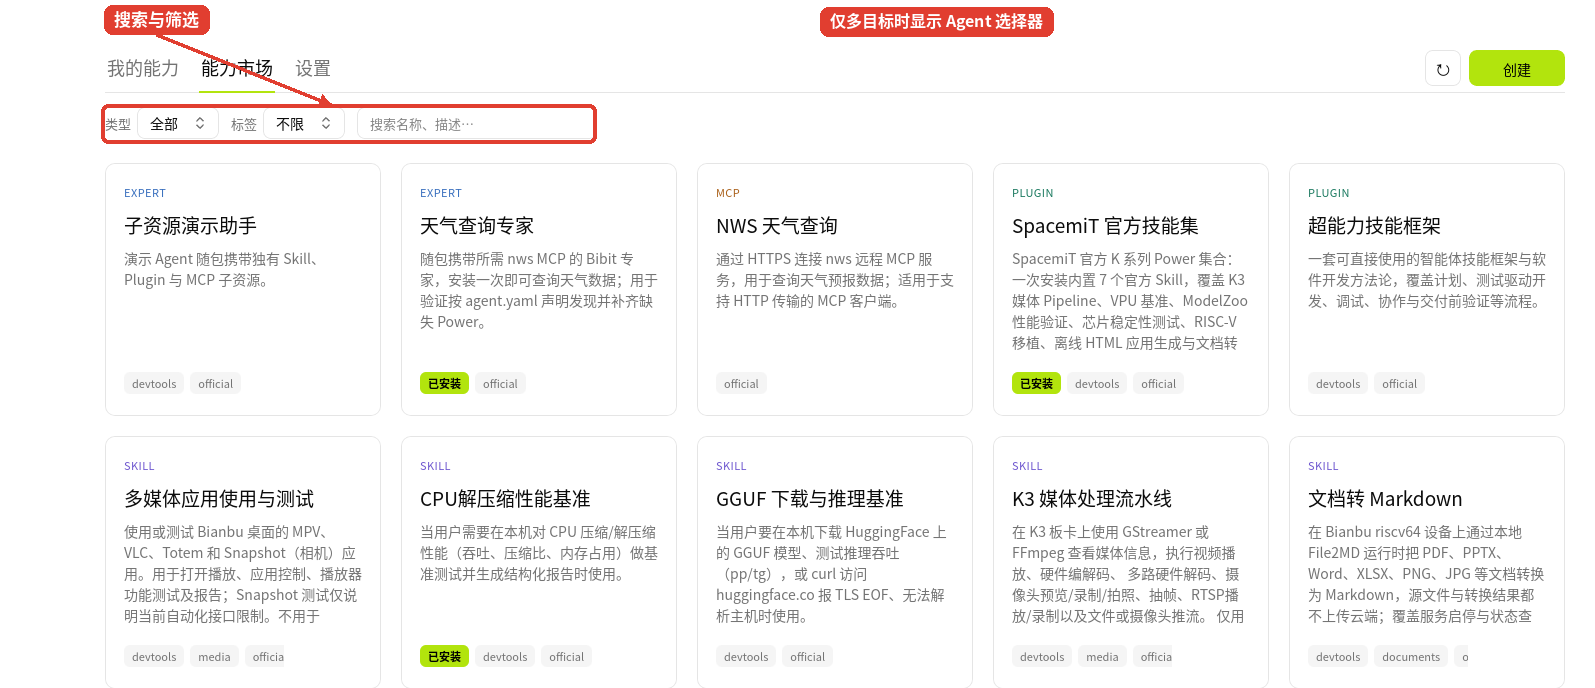 搜索与筛选
仅多目标时显示 Agent 选择器
我的能力 能力市场 设置
创建
类型 全部 标签 不限 搜索名称、描述…
EXPERT
子资源演示助手
演示 Agent 随包携带独有 Skill、
Plugin 与 MCP 子资源。
devtools official
EXPERT
天气查询专家
随包携带所需 nws MCP 的 Bibit 专
家，安装一次即可查询天气数据；用于
验证按 agent.yaml 声明发现并补齐缺
失 Power。
已安装 official
MCP
NWS 天气查询
通过 HTTPS 连接 nws 远程 MCP 服
务，用于查询天气预报数据；适用于支
持 HTTP 传输的 MCP 客户端。
official
PLUGIN
SpacemiT 官方技能集
SpacemiT 官方 K 系列 Power 集合：
一次安装内置 7 个官方 Skill，覆盖 K3
媒体 Pipeline、VPU 基准、ModelZoo
性能验证、芯片稳定性测试、RISC-V
移植、离线 HTML 应用生成与文档转
已安装 devtools official
PLUGIN
超能力技能框架
一套可直接使用的智能体技能框架与软
件开发方法论，覆盖计划、测试驱动开
发、调试、协作与交付前验证等流程。
devtools official
SKILL
多媒体应用使用与测试
使用或测试 Bianbu 桌面的 MPV、
VLC、Totem 和 Snapshot（相机）应
用。用于打开播放、应用控制、播放器
功能测试及报告；Snapshot 测试仅说
明当前自动化接口限制。不用于
devtools media officia
SKILL
CPU解压缩性能基准
当用户需要在本机对 CPU 压缩/解压缩
性能（吞吐、压缩比、内存占用）做基
准测试并生成结构化报告时使用。
已安装 devtools official
SKILL
GGUF 下载与推理基准
当用户要在本机下载 HuggingFace 上
的 GGUF 模型、测试推理吞吐
（pp/tg），或 curl 访问
huggingface.co 报 TLS EOF、无法解
析主机时使用。
devtools official
SKILL
K3 媒体处理流水线
在 K3 板卡上使用 GStreamer 或
FFmpeg 查看媒体信息，执行视频播
放、硬件编解码、 多路硬件解码、摄
像头预览/录制/拍照、抽帧、RTSP播
放/录制以及文件或摄像头推流。 仅用
devtools media officia
SKILL
文档转 Markdown
在 Bianbu riscv64 设备上通过本地
File2MD 运行时把 PDF、PPTX、
Word、XLSX、PNG、JPG 等文档转换
为 Markdown，源文件与转换结果都
不上传云端；覆盖服务启停与状态查
devtools documents o